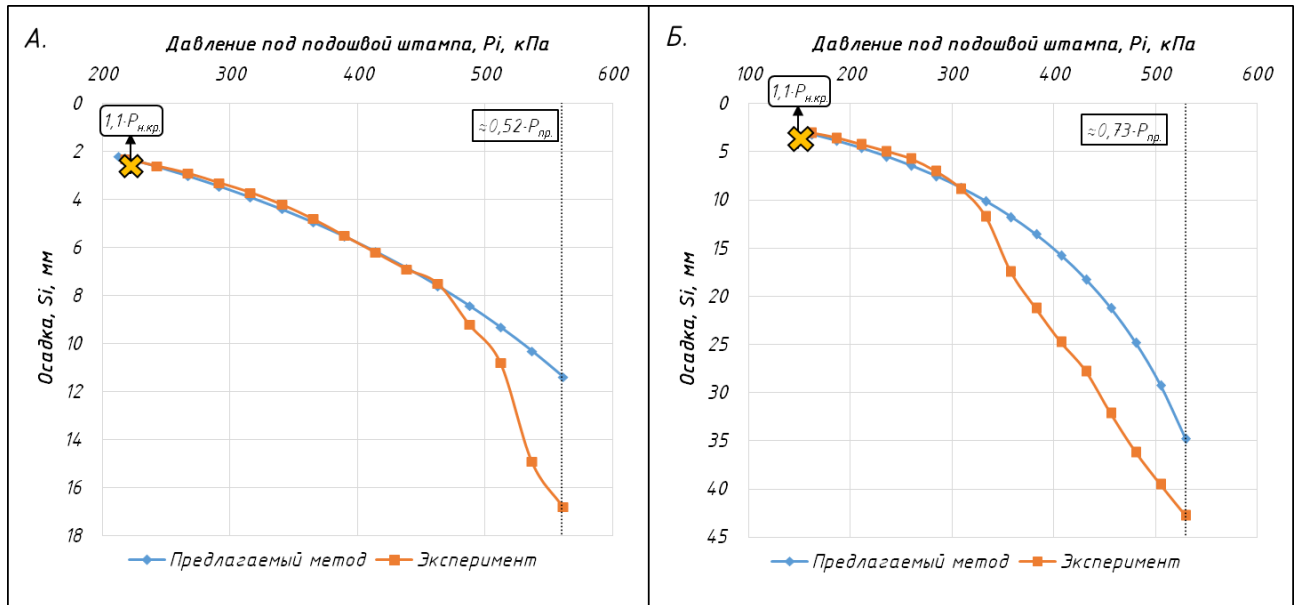 А.
Давление под подошвой штампа, Pi, кПа
200 300 400 500 600
0
2
4
6
8
10
12
14
16
18
Осадка, Si, мм
1,1·Pн.кр.
≈0,52·Pпр.
Предлагаемый метод Эксперимент
Б.
Давление под подошвой штампа, Pi, кПа
100 200 300 400 500 600
0
5
10
15
20
25
30
35
40
45
Осадка, Si, мм
1,1·Pн.кр.
≈0,73·Pпр.
Предлагаемый метод Эксперимент